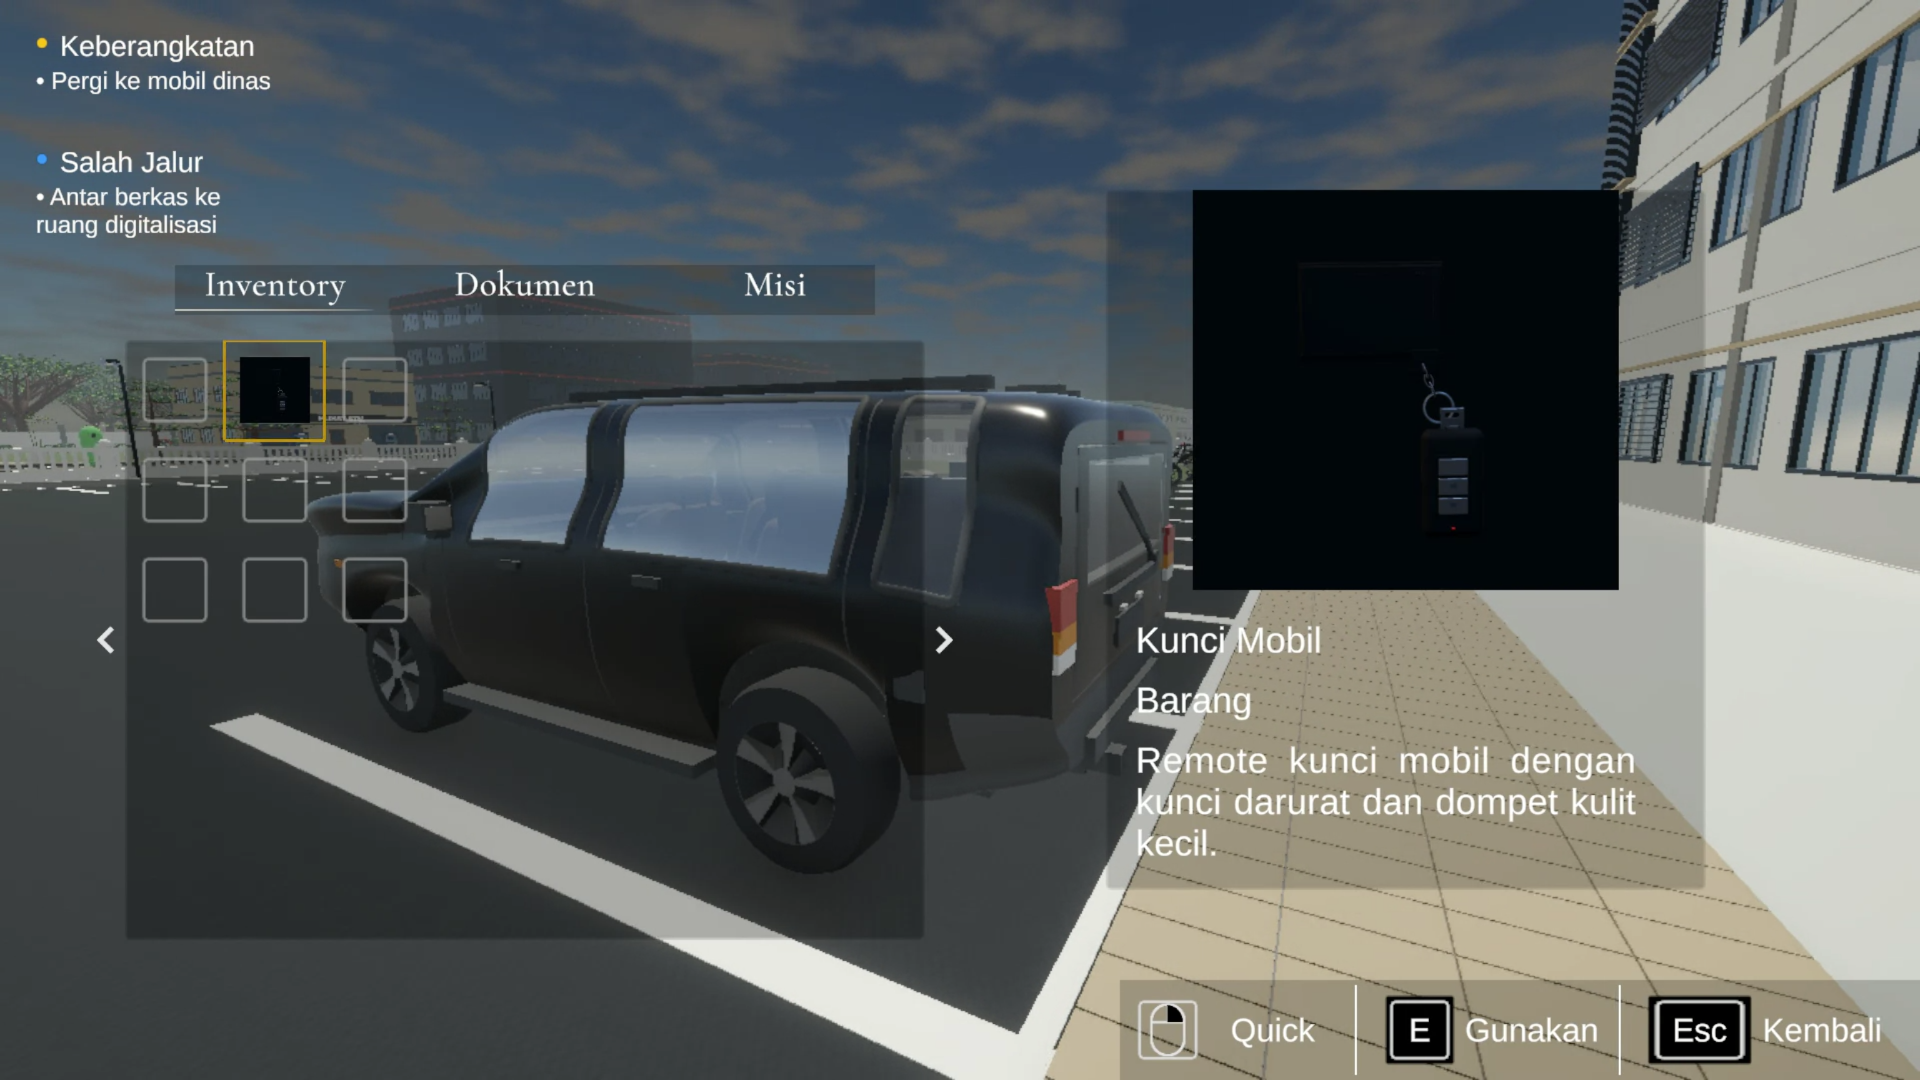 Keberangkatan
• Pergi ke mobil dinas
Salah Jalur
• Antar berkas ke
ruang digitalisasi
Inventory
Dokumen
Misi
Kunci Mobil
Barang
Remote kunci mobil dengan
kunci darurat dan dompet kulit
kecil.
Quick
E
Gunakan
Esc
Kembali